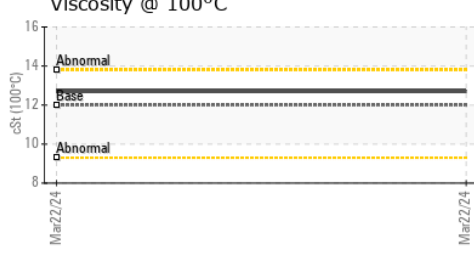 Viscosity @ 100°C
cSt (100°C)
16
14
12
10
8
Abnormal
Base
Abnormal
Mar22/24
Mar22/24